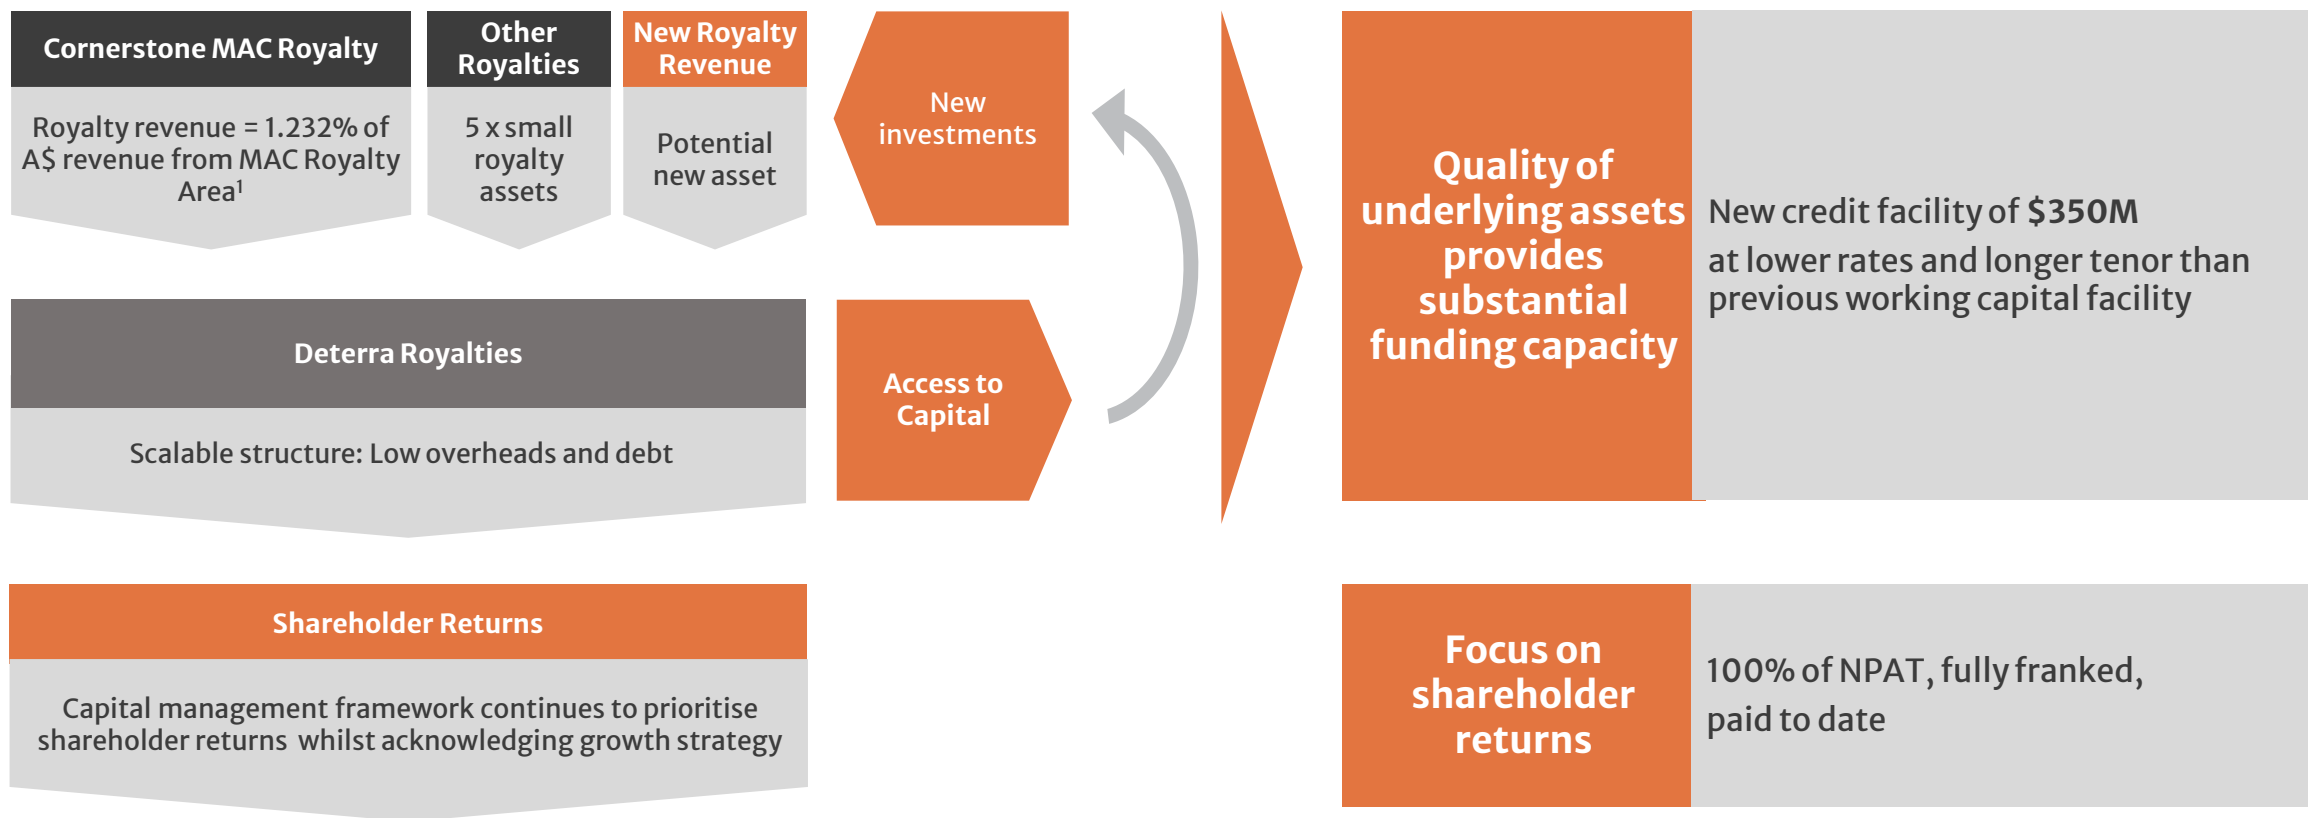 Cornerstone MAC Royalty
Royalty revenue = 1.232% of
A$ revenue from MAC Royalty
Area¹
Other
Royalties
5 x small
royalty
assets
New Royalty
Revenue
Potential
new asset
New
investments
Deterra Royalties
Scalable structure: Low overheads and debt
Access to
Capital
Shareholder Returns
Capital management framework continues to prioritise
shareholder returns whilst acknowledging growth strategy
Quality of
underlying assets
provides
substantial
funding capacity
New credit facility of $350M
at lower rates and longer tenor than
previous working capital facility
Focus on
shareholder
returns
100% of NPAT, fully franked,
paid to date